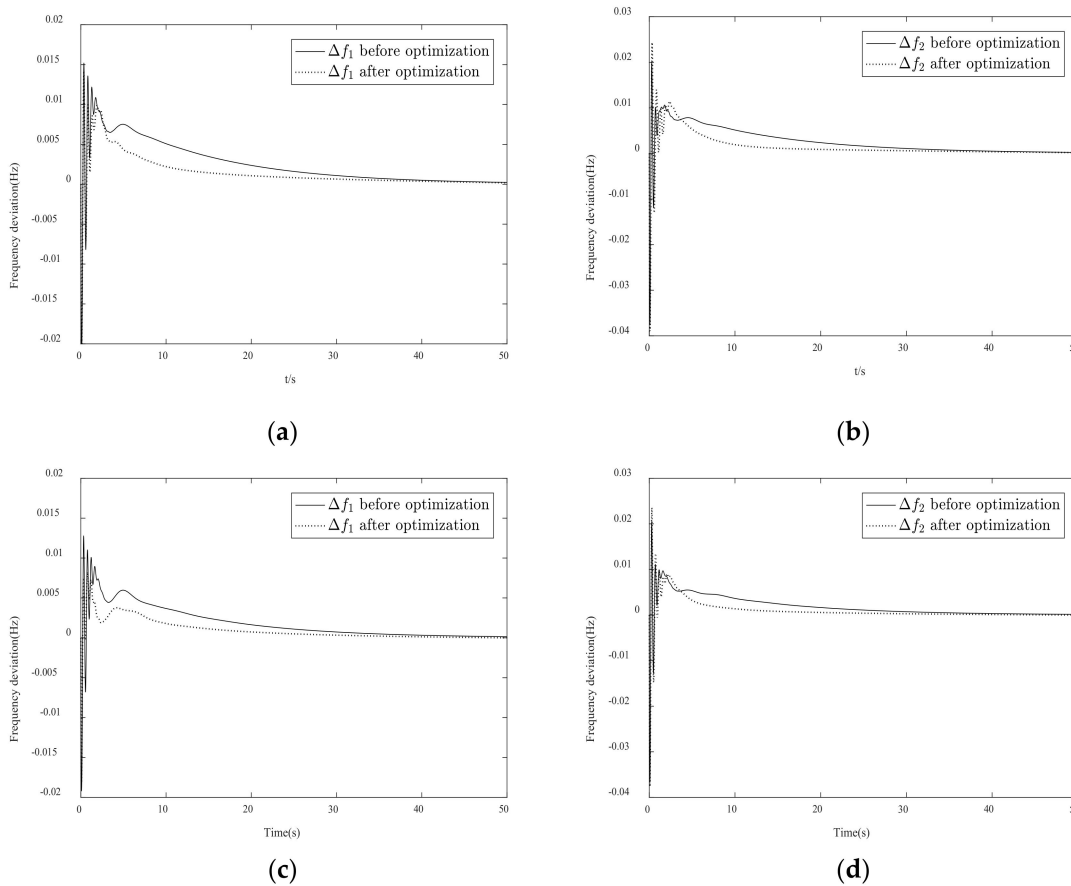 0.02
0.015
0.01
0.005
0
-0.005
-0.01
-0.015
-0.02
Frequency deviation(Hz)
Δf1 before optimization
Δf1 after optimization
0 10 20 30 40 50
t/s
(a)
0.03
0.02
0.01
0
-0.01
-0.02
-0.03
-0.04
Frequency deviation(Hz)
Δf2 before optimization
Δf2 after optimization
0 10 20 30 40
t/s
(b)
0.02
0.015
0.01
0.005
0
-0.005
-0.01
-0.015
-0.02
Frequency deviation(Hz)
Δf1 before optimization
Δf1 after optimization
0 10 20 30 40 50
Time(s)
(c)
0.03
0.02
0.01
0
-0.01
-0.02
-0.03
-0.04
Frequency deviation(Hz)
Δf2 before optimization
Δf2 after optimization
0 10 20 30 40
Time(s)
(d)